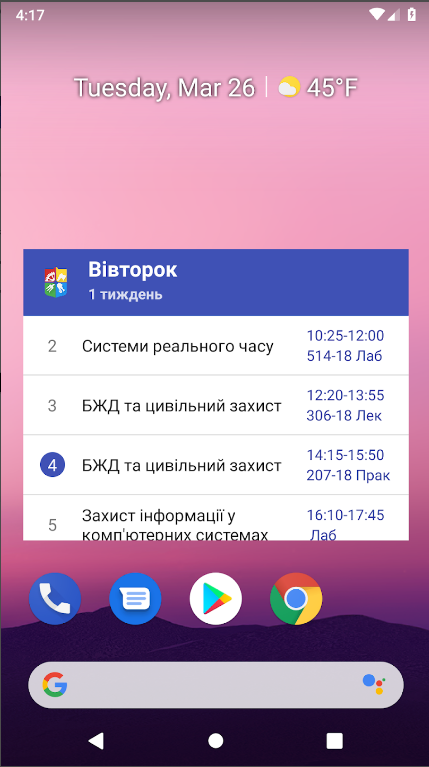 4:17
Tuesday, Mar 26 | 45°F
Вівторок
1 тиждень
2 Системи реального часу 10:25-12:00
514-18 Лаб
3 БЖД та цивільний захист 12:20-13:55
306-18 Лек
4 БЖД та цивільний захист 14:15-15:50
207-18 Прак
5 Захист інформації у 16:10-17:45
комп'ютерних системах Лаб